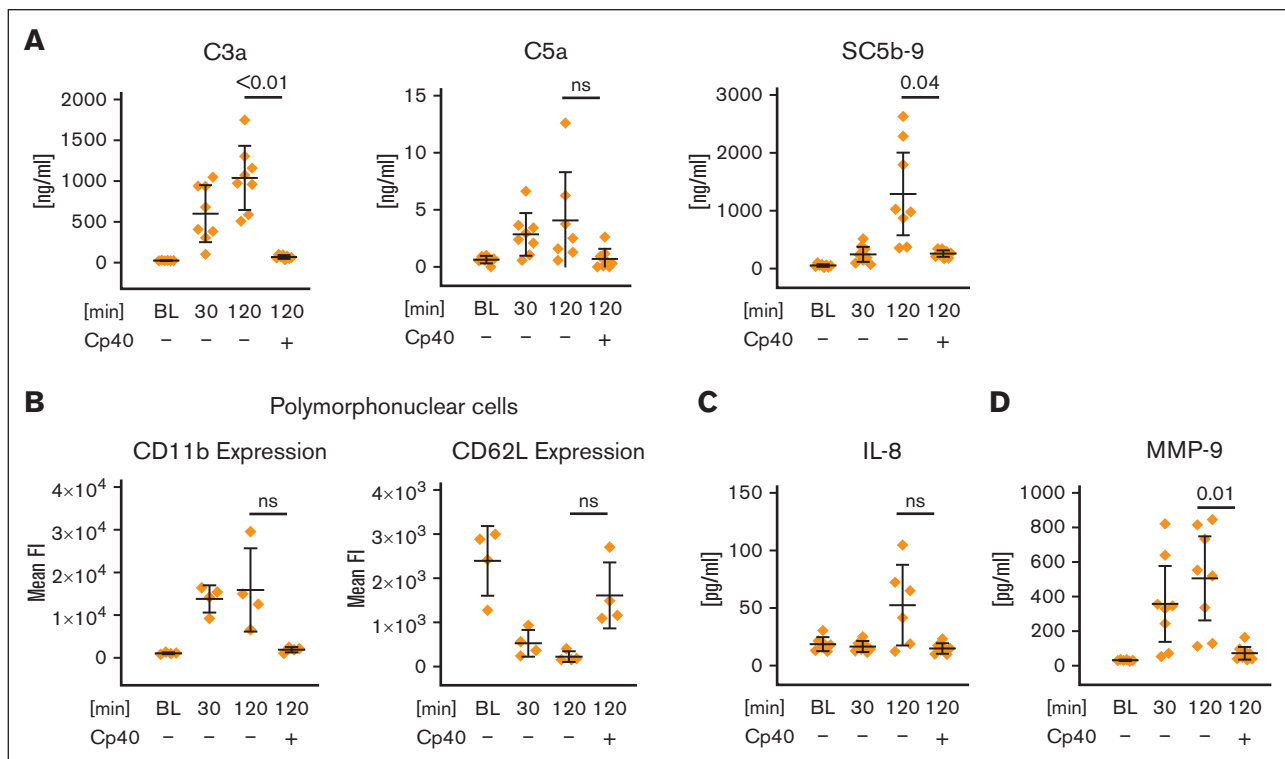 A
C3a
<0.01
2000
1500
1000
500
0
[ng/ml]
[min] BL 30 120 120
Cp40 – – – +
C5a
ns
15
10
5
0
[ng/ml]
BL 30 120 120
– – – +
SC5b-9
0.04
3000
2000
1000
0
[ng/ml]
BL 30 120 120
– – – +
B
Polymorphonuclear cells
CD11b Expression
ns
4×10⁴
3×10⁴
2×10⁴
1×10⁴
0
Mean FI
[min] BL 30 120 120
Cp40 – – – +
CD62L Expression
ns
4×10³
3×10³
2×10³
1×10³
0
Mean FI
BL 30 120 120
– – – +
C
IL-8
ns
150
100
50
0
[pg/ml]
[min] BL 30 120 120
Cp40 – – – +
D
MMP-9
0.01
1000
800
600
400
200
0
[pg/ml]
[min] BL 30 120 120
Cp40 – – – +